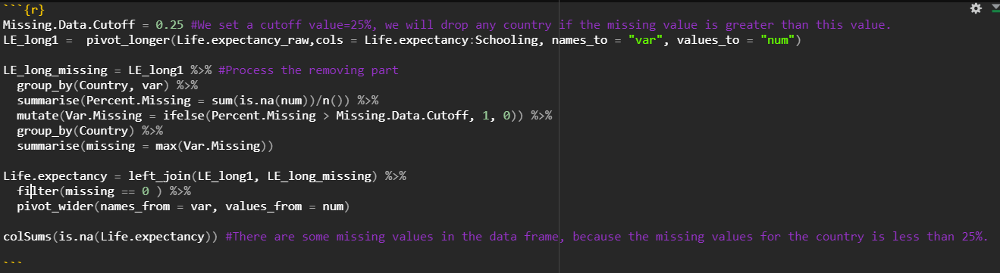 ```{r}
Missing.Data.Cutoff = 0.25 #We set a cutoff value=25%, we will drop any country if the missing value is greater than this value.
LE_long1 =  pivot_longer(Life.expectancy_raw,cols = Life.expectancy:Schooling, names_to = "var", values_to = "num")

LE_long_missing = LE_long1 %>% #Process the removing part
  group_by(Country, var) %>%
  summarise(Percent.Missing = sum(is.na(num))/n()) %>%
  mutate(Var.Missing = ifelse(Percent.Missing > Missing.Data.Cutoff, 1, 0)) %>%
  group_by(Country) %>%
  summarise(missing = max(Var.Missing))

Life.expectancy = left_join(LE_long1, LE_long_missing) %>%
  filter(missing == 0 ) %>%
  pivot_wider(names_from = var, values_from = num)

colSums(is.na(Life.expectancy)) #There are some missing values in the data frame, because the missing values for the country is less than 25%.

```